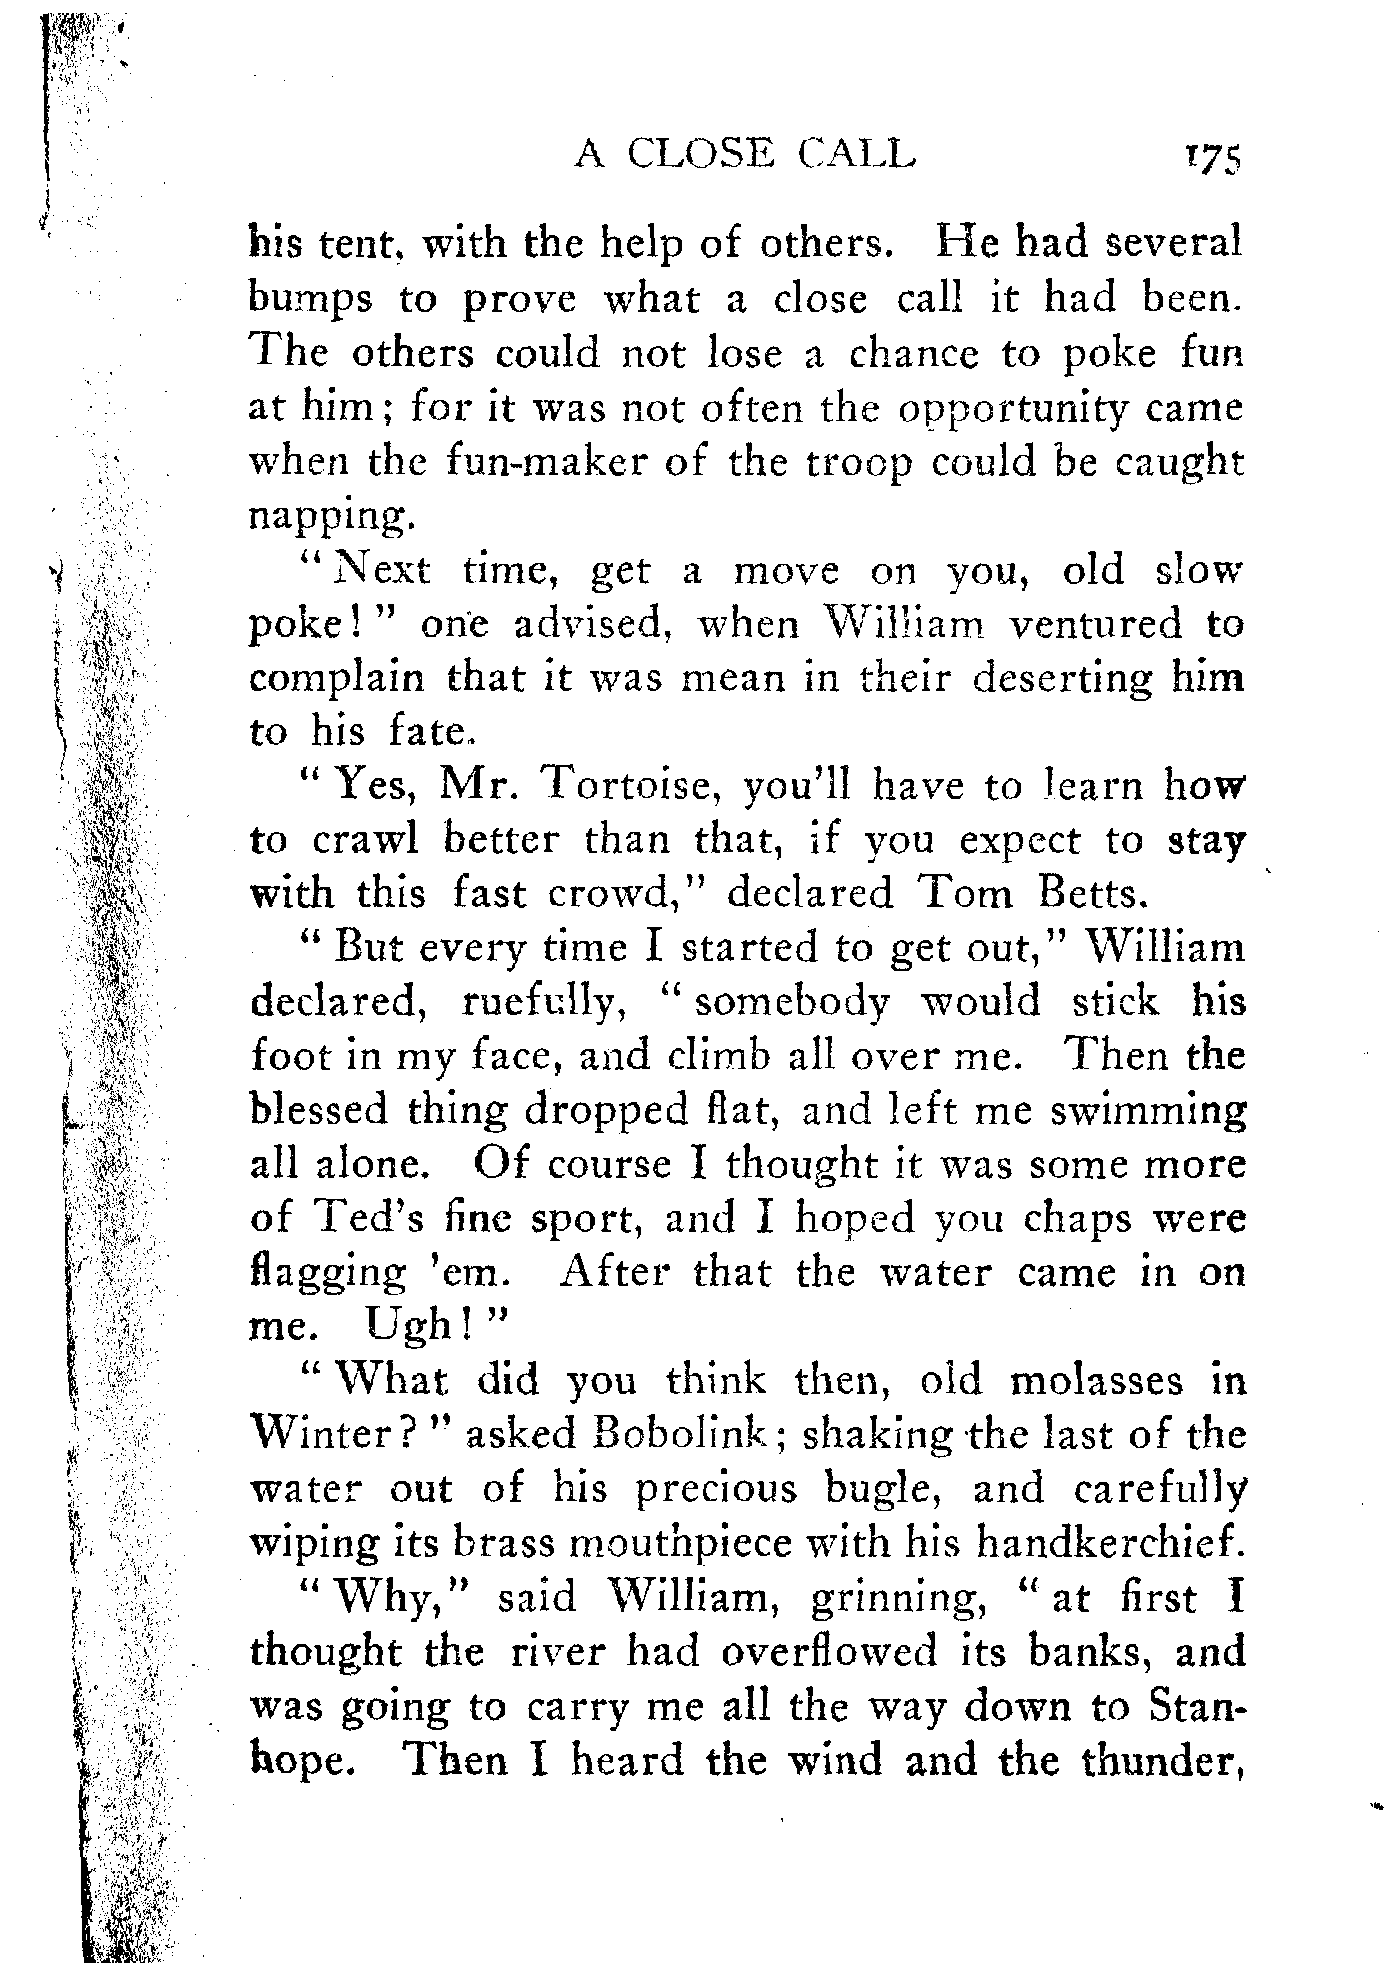 A CLOSE CALL 175
his tent, with the help of others. He had several
bumps to prove what a close call it had been.
The others could not lose a chance to poke fun
at him; for it was not often the opportunity came
when the fun-maker of the troop could be caught
napping.
" Next time, get a move on you, old slow
poke! " one advised, when William ventured to
complain that it was mean in their deserting him
to his fate.
" Yes, Mr. Tortoise, you'll have to learn how
to crawl better than that, if you expect to stay
with this fast crowd," declared Tom Betts.
" But every time I started to get out," William
declared, ruefully, " somebody would stick his
foot in my face, and climb all over me. Then the
blessed thing dropped flat, and left me swimming
all alone. Of course I thought it was some more
of Ted's fine sport, and I hoped you chaps were
flagging 'em. After that the water came in on
me. Ugh! "
" What did you think then, old molasses in
Winter? " asked Bobolink; shaking the last of the
water out of his precious bugle, and carefully
wiping its brass mouthpiece with his handkerchief.
" Why," said William, grinning, " at first I
thought the river had overflowed its banks, and
was going to carry me all the way down to Stan-
hope. Then I heard the wind and the thunder,